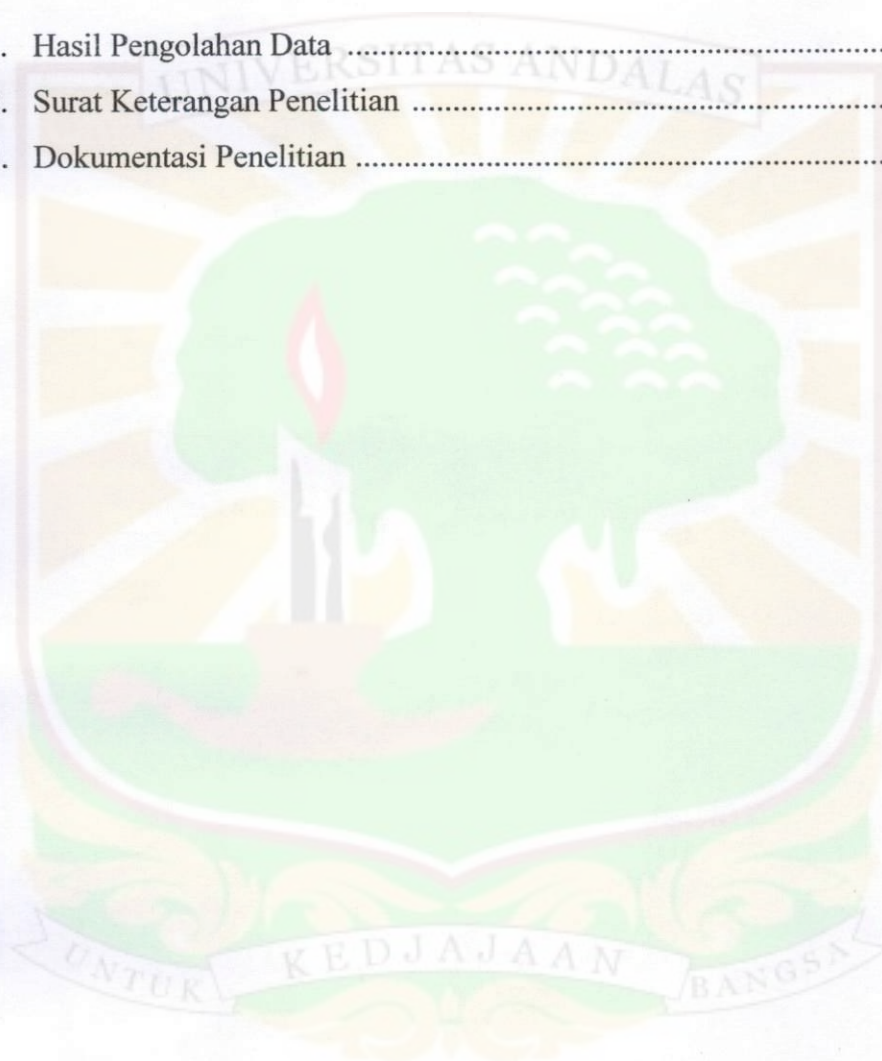 . Hasil Pengolahan Data ........................................................................
. Surat Keterangan Penelitian ................................................................
. Dokumentasi Penelitian .......................................................................
UNIVERSITAS ANDALAS
UNTUK KEDJAJAAN BANGSA